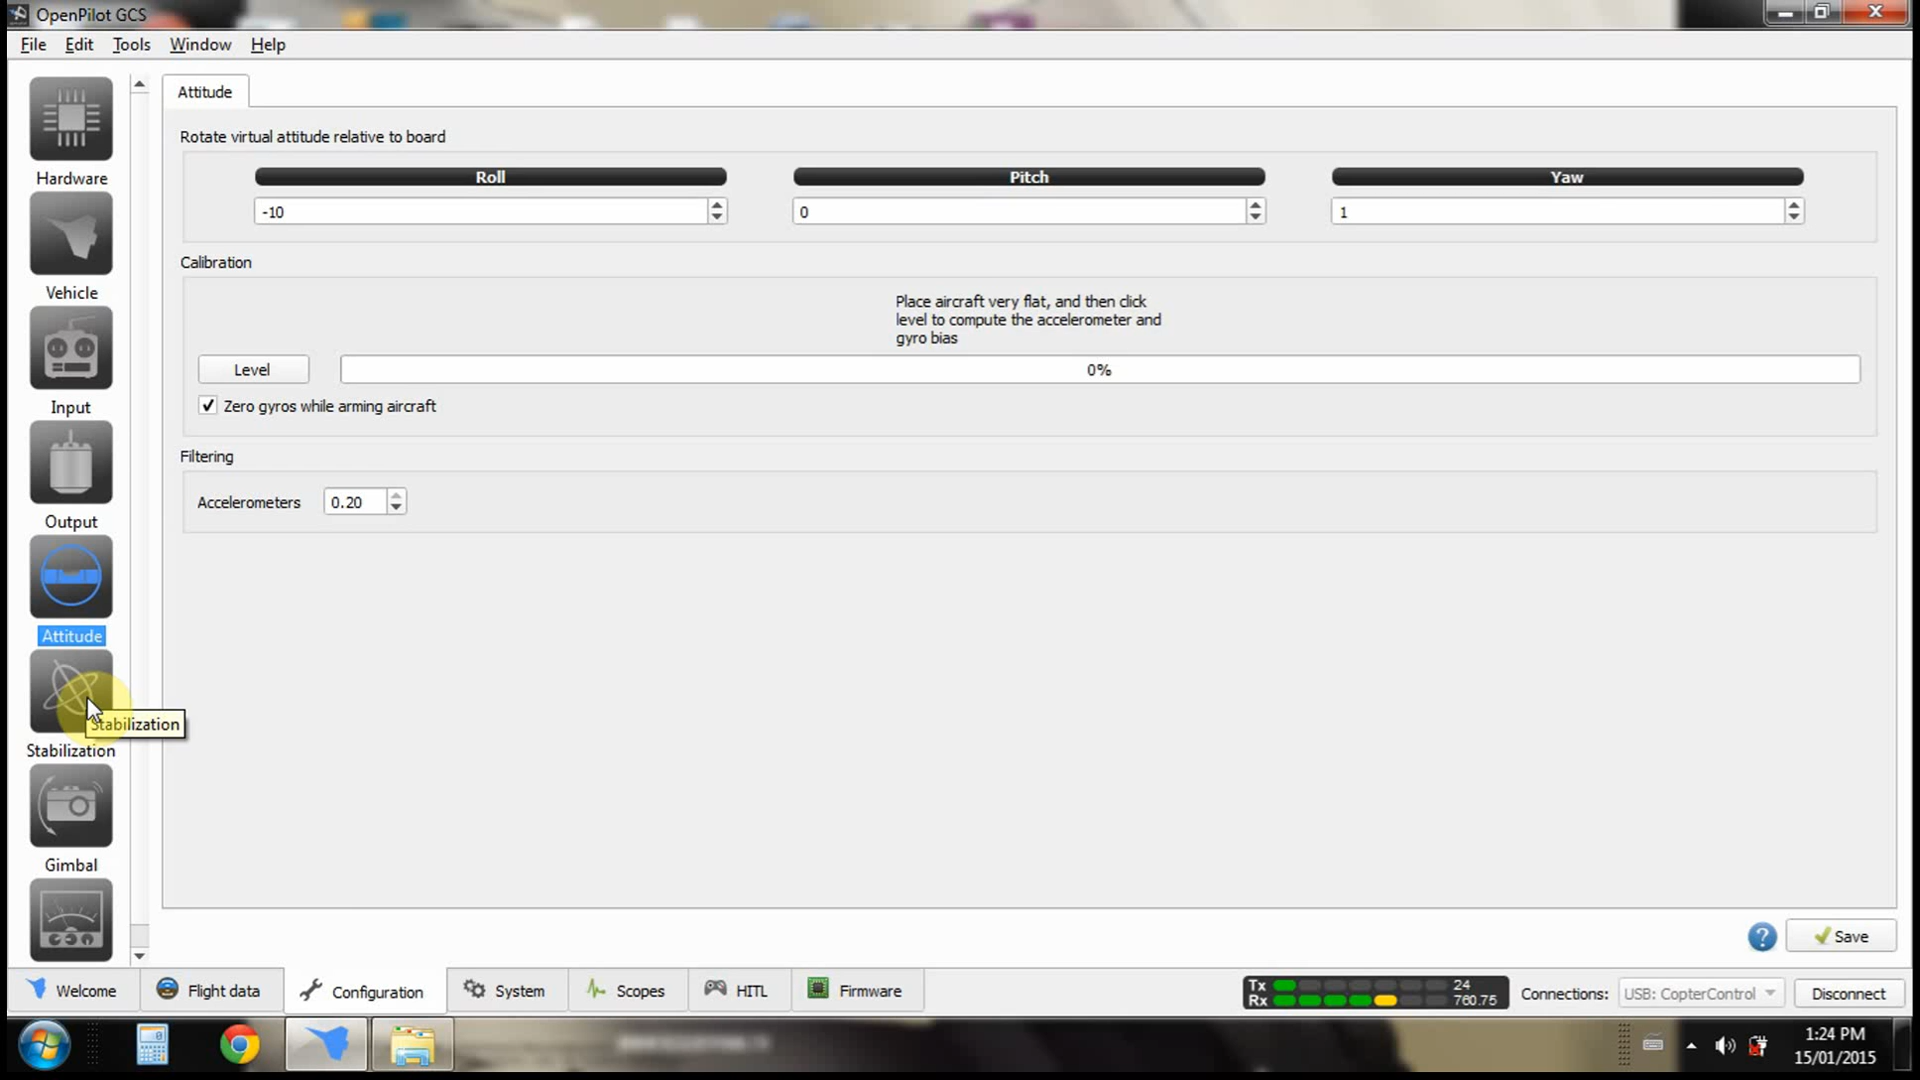 OpenPilot GCS
File Edit Tools Window Help
Attitude
Rotate virtual attitude relative to board
Roll Pitch Yaw
-10 0 1
Calibration
Place aircraft very flat, and then click
level to compute the accelerometer and
gyro bias
Level 0%
Zero gyros while arming aircraft
Filtering
Accelerometers 0.20
Hardware
Vehicle
Input
Output
Attitude
Stabilization
Stabilization
Gimbal
? Save
Welcome Flight data Configuration System Scopes HITL Firmware
Tx 24
Rx 760.75
Connections: USB: CopterControl Disconnect
1:24 PM
15/01/2015